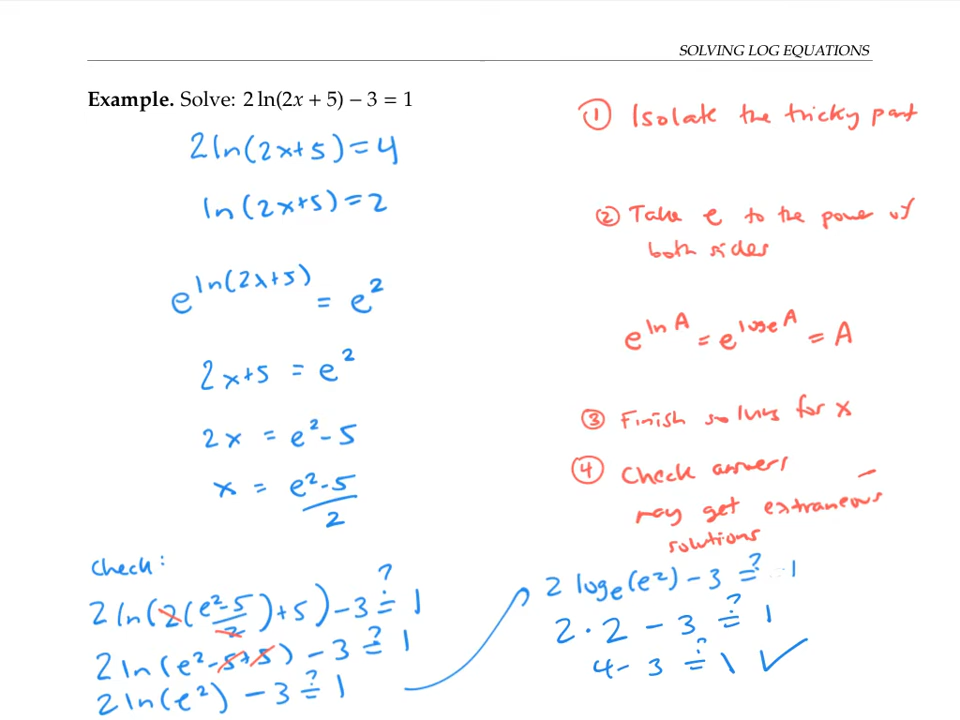 SOLVING LOG EQUATIONS
Example. Solve: 2 ln(2x + 5) − 3 = 1
2 ln(2x+5) = 4
ln(2x+5) = 2
e^ln(2x+5) = e^2
2x+5 = e^2
2x = e^2 - 5
x = (e^2 - 5)/2
① Isolate the tricky part
② Take e to the power of
both sides
e^ln A = e^log_e A = A
③ Finish solving for x
④ Check answers
may get extraneous
solutions
Check:
2 ln(2((e^2-5)/2)+5) - 3 ≟ 1
2 ln(e^2-5+5) - 3 ≟ 1
2 ln(e^2) - 3 ≟ 1
2 log_e(e^2) - 3 ≟ 1
2 · 2 - 3 ≟ 1
4 - 3 ≟ 1 ✓